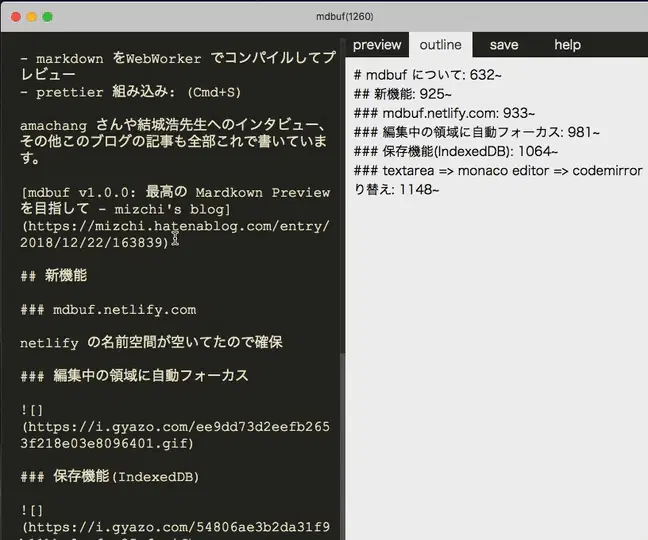 mdbuf(1260)
- markdown をWebWorker でコンパイルしてプ
レビュー
- prettier 組み込み: (Cmd+S)
amachang さんや結城浩先生へのインタビュー、
その他このブログの記事も全部これで書いていま
す。
[mdbuf v1.0.0: 最高の Mardkown Preview
を目指して - mizchi's blog]
(https://mizchi.hatenablog.com/entry/
2018/12/22/163839)
## 新機能
### mdbuf.netlify.com
netlify の名前空間が空いてたので確保
### 編集中の領域に自動フォーカス
![]
(https://i.gyazo.com/ee9dd73d2eefb265
3f218e03e8096401.gif)
### 保存機能(IndexedDB)
![]
(https://i.gyazo.com/54806ae3b2da31f9
preview outline save help
# mdbuf について: 632~
## 新機能: 925~
### mdbuf.netlify.com: 933~
### 編集中の領域に自動フォーカス: 981~
### 保存機能(IndexedDB): 1064~
### textarea => monaco editor => codemirror
り替え: 1148~